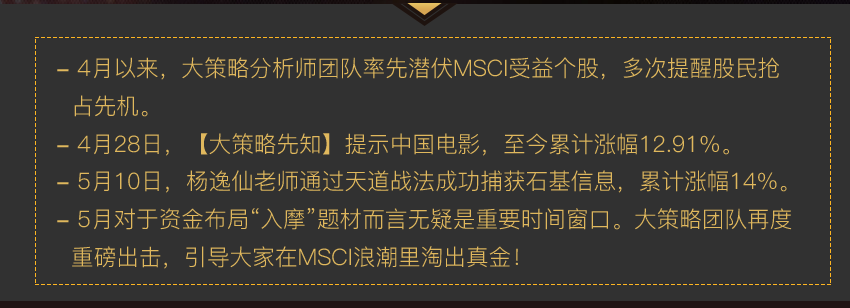 – 4月以来，大策略分析师团队率先潜伏MSCI受益个股，多次提醒股民抢
占先机。
– 4月28日，【大策略先知】提示中国电影，至今累计涨幅12.91%。
– 5月10日，杨逸仙老师通过天道战法成功捕获石基信息，累计涨幅14%。
– 5月对于资金布局“入摩”题材而言无疑是重要时间窗口。大策略团队再度
重磅出击，引导大家在MSCI浪潮里淘出真金！